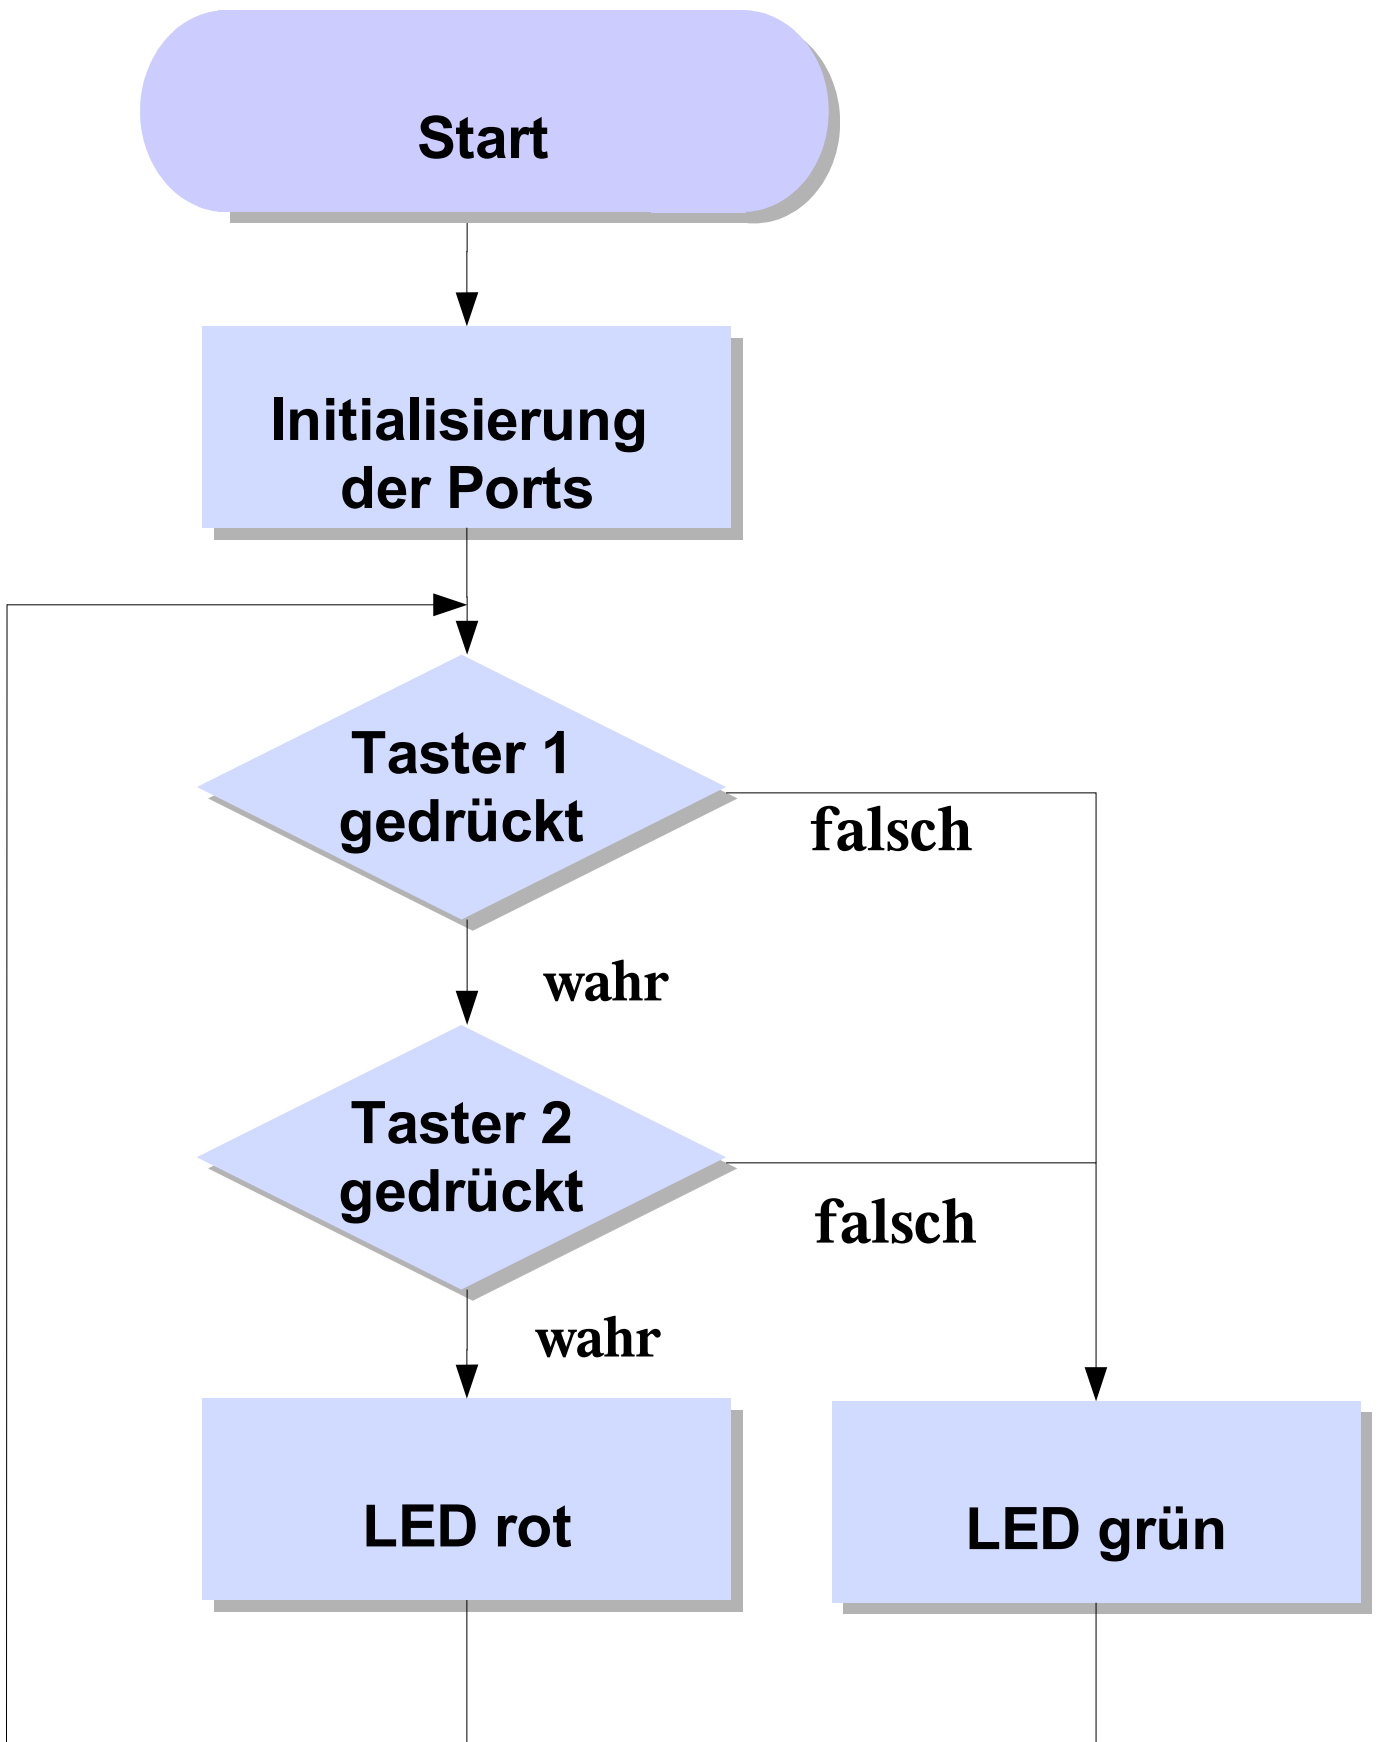 Start
Initialisierung
der Ports
Taster 1
gedrückt
falsch
wahr
Taster 2
gedrückt
falsch
wahr
LED rot
LED grün